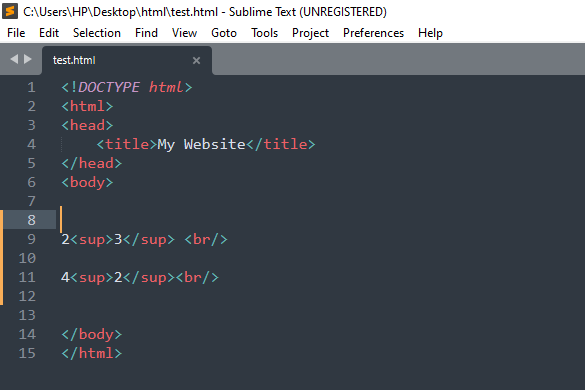 C:\Users\HP\Desktop\html\test.html - Sublime Text (UNREGISTERED)
File Edit Selection Find View Goto Tools Project Preferences Help
test.html ×
1 <!DOCTYPE html>
2 <html>
3 <head>
4     <title>My Website</title>
5 </head>
6 <body>
7
8
9 2<sup>3</sup> <br/>
10
11 4<sup>2</sup><br/>
12
13
14 </body>
15 </html>